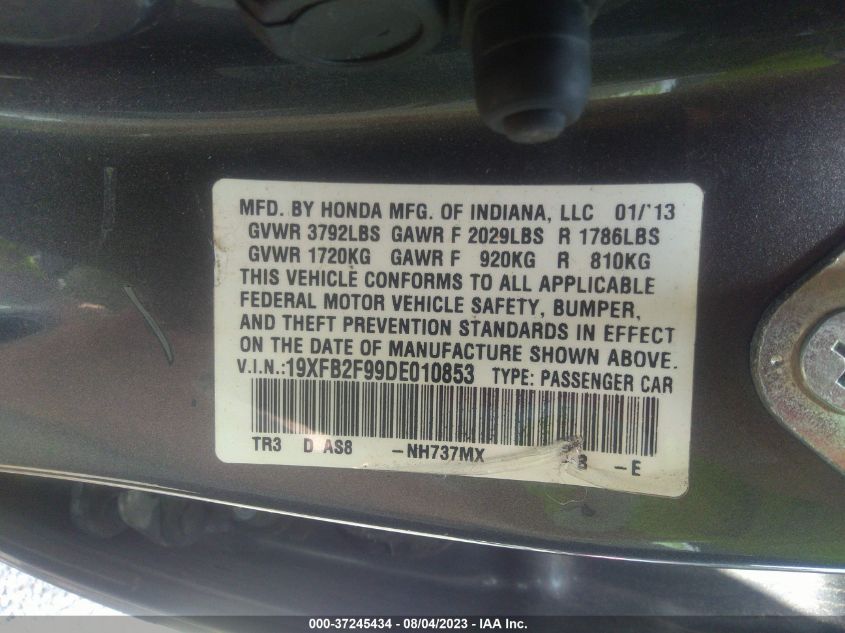 MFD. BY HONDA MFG. OF INDIANA, LLC 01/'13
GVWR 3792LBS GAWR F 2029LBS R 1786LBS
GVWR 1720KG GAWR F 920KG R 810KG
THIS VEHICLE CONFORMS TO ALL APPLICABLE
FEDERAL MOTOR VEHICLE SAFETY, BUMPER,
AND THEFT PREVENTION STANDARDS IN EFFECT
ON THE DATE OF MANUFACTURE SHOWN ABOVE.
V.I.N.:19XFB2F99DE010853 TYPE: PASSENGER CAR
TR3 D AS8 -NH737MX B -E
000-37245434 - 08/04/2023 - IAA Inc.